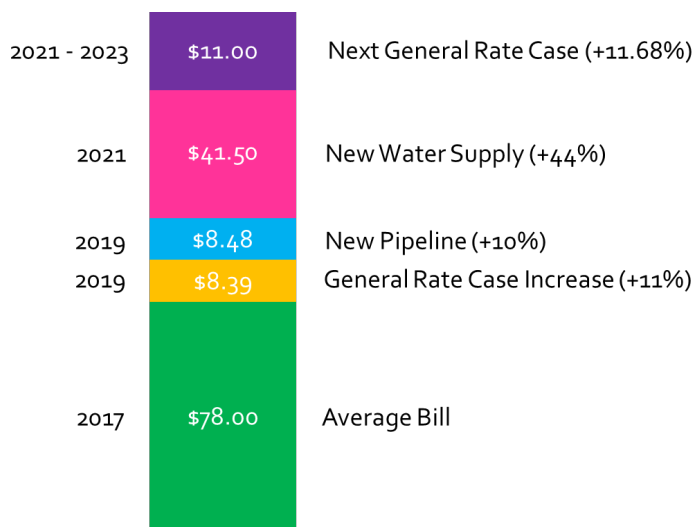 2021 - 2023 $11.00 Next General Rate Case (+11.68%)
2021 $41.50 New Water Supply (+44%)
2019 $8.48 New Pipeline (+10%)
2019 $8.39 General Rate Case Increase (+11%)
2017 $78.00 Average Bill